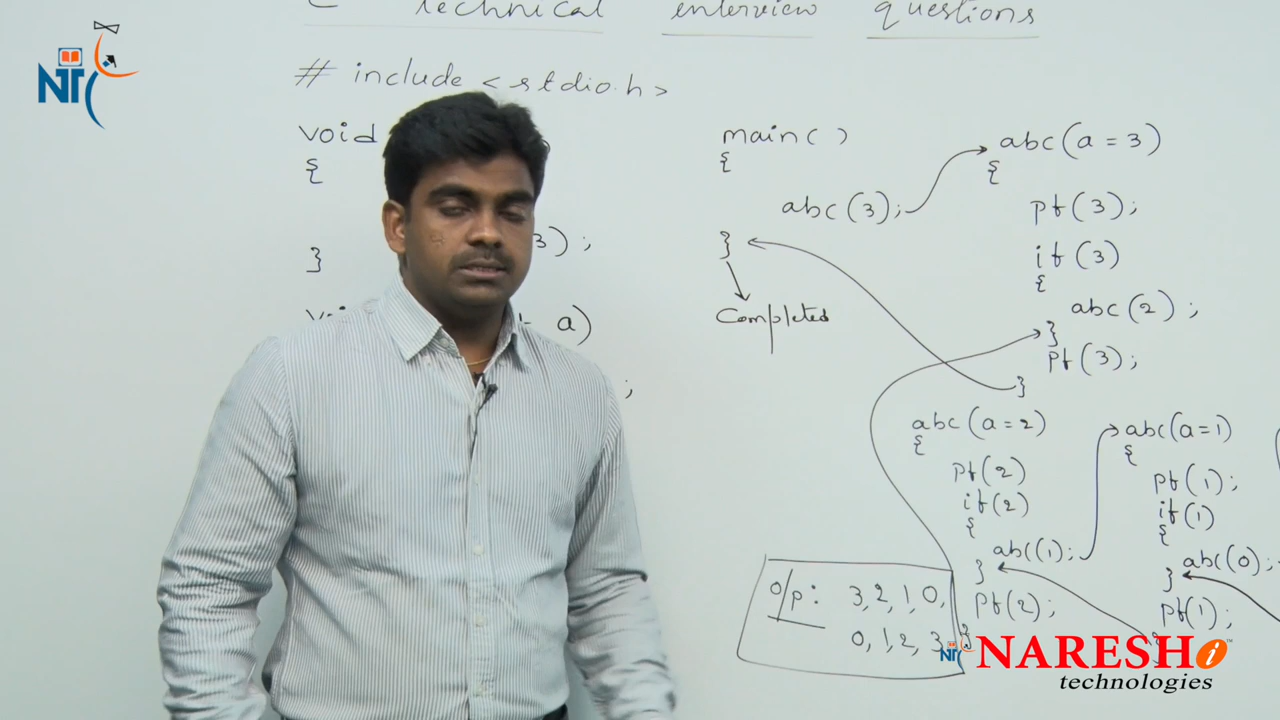 C technical interview questions
# include <stdio.h>
void
{
3);
}
a)
;
main( )
{
abc(3);
}
Completed
abc(a = 3)
{
pf(3);
if(3)
{
abc(2);
}
pf(3);
}
abc(a = 2)
{
pf(2)
if(2)
{
abc(1);
}
pf(2);
abc(a=1)
{
pf(1);
if(1)
{
abc(0);
}
pf(1);
o/p: 3, 2, 1, 0,
0, 1, 2, 3
NT
NARESH i
technologies